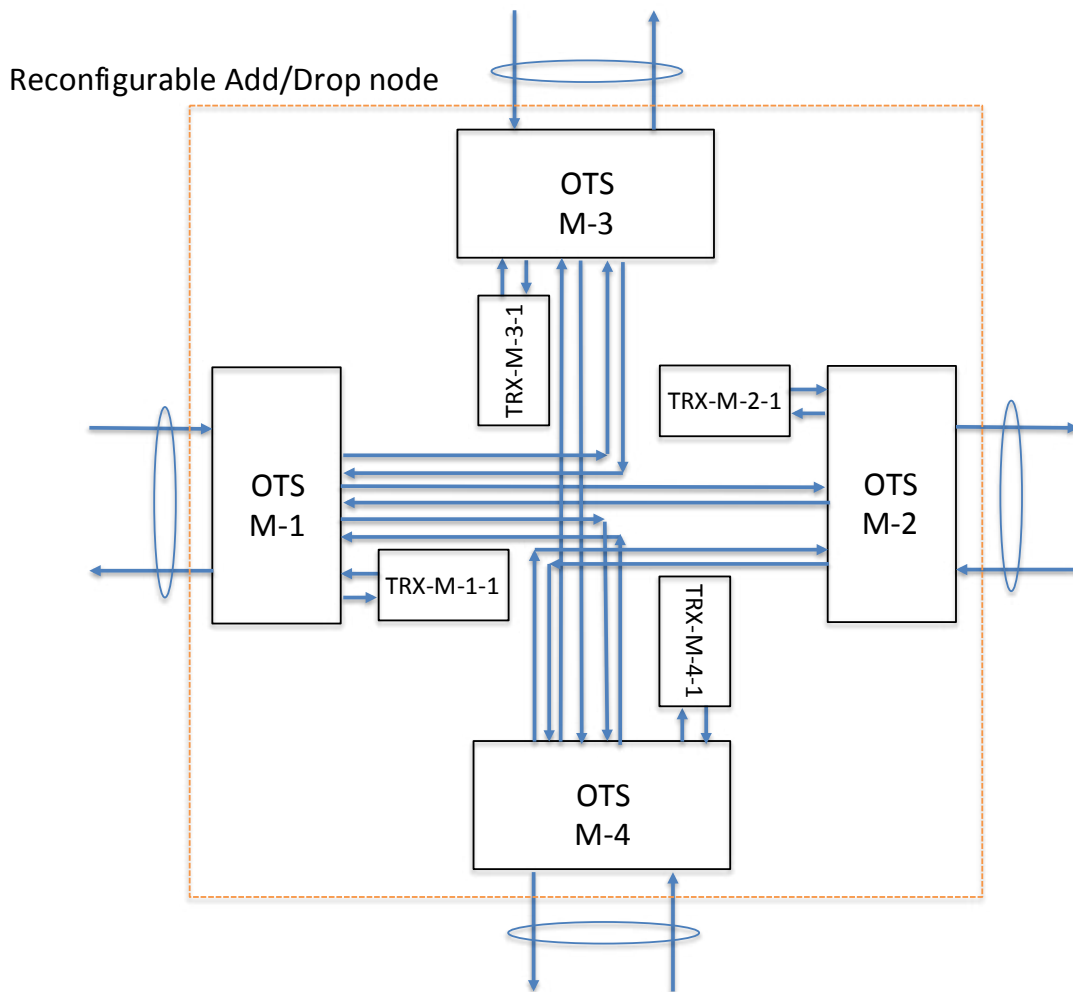 Reconfigurable Add/Drop node
OTS
M-3
TRX-M-3-1
TRX-M-2-1
OTS
M-1
OTS
M-2
TRX-M-1-1
TRX-M-4-1
OTS
M-4